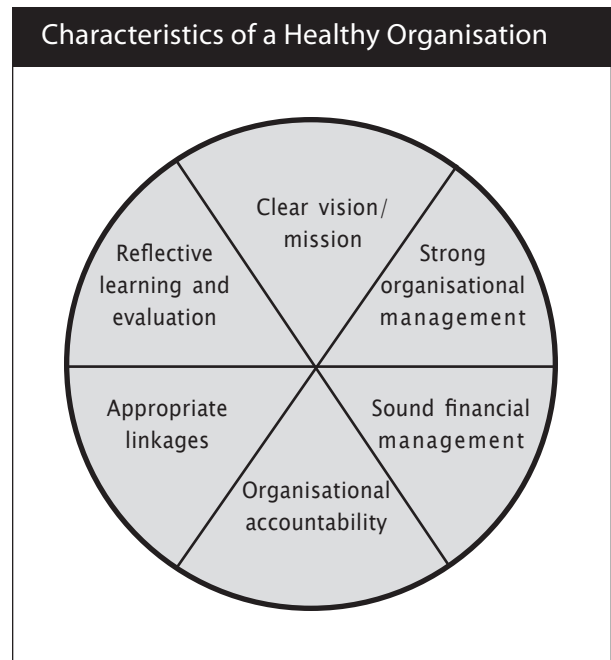 Characteristics of a Healthy Organisation
Clear vision/
mission
Strong
organisational
management
Sound financial
management
Organisational
accountability
Appropriate
linkages
Reflective
learning and
evaluation